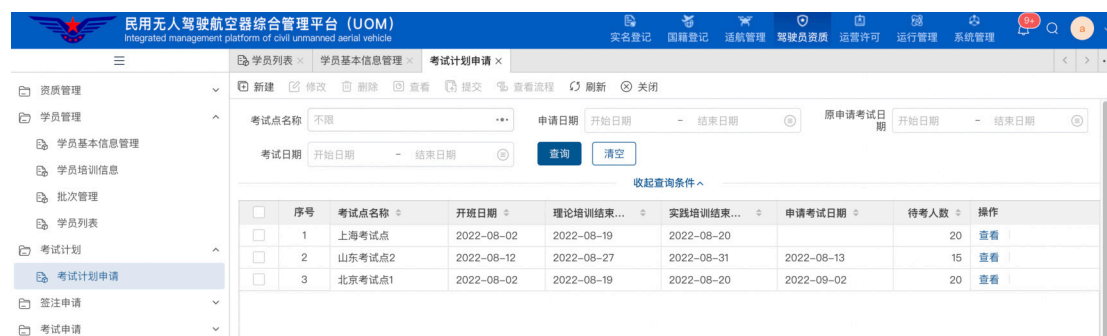 民用无人驾驶航空器综合管理平台（UOM）
Integrated management platform of civil unmanned aerial vehicle
实名登记 国籍登记 适航管理 驾驶员资质 运营许可 运行管理 系统管理 9+ a
学员列表 × 学员基本信息管理 × 考试计划申请 ×
资质管理
学员管理
学员基本信息管理
学员培训信息
批次管理
学员列表
考试计划
考试计划申请
签注申请
考试申请
新建 修改 删除 查看 提交 查看流程 刷新 关闭
考试点名称 不限 申请日期 开始日期 - 结束日期 原申请考试日期 开始日期 - 结束日期
考试日期 开始日期 - 结束日期 查询 清空
收起查询条件
序号 考试点名称 开班日期 理论培训结束... 实践培训结束... 申请考试日期 待考人数 操作
1 上海考试点 2022-08-02 2022-08-19 2022-08-20 20 查看
2 山东考试点2 2022-08-12 2022-08-27 2022-08-31 2022-08-13 15 查看
3 北京考试点1 2022-08-02 2022-08-19 2022-08-20 2022-09-02 20 查看